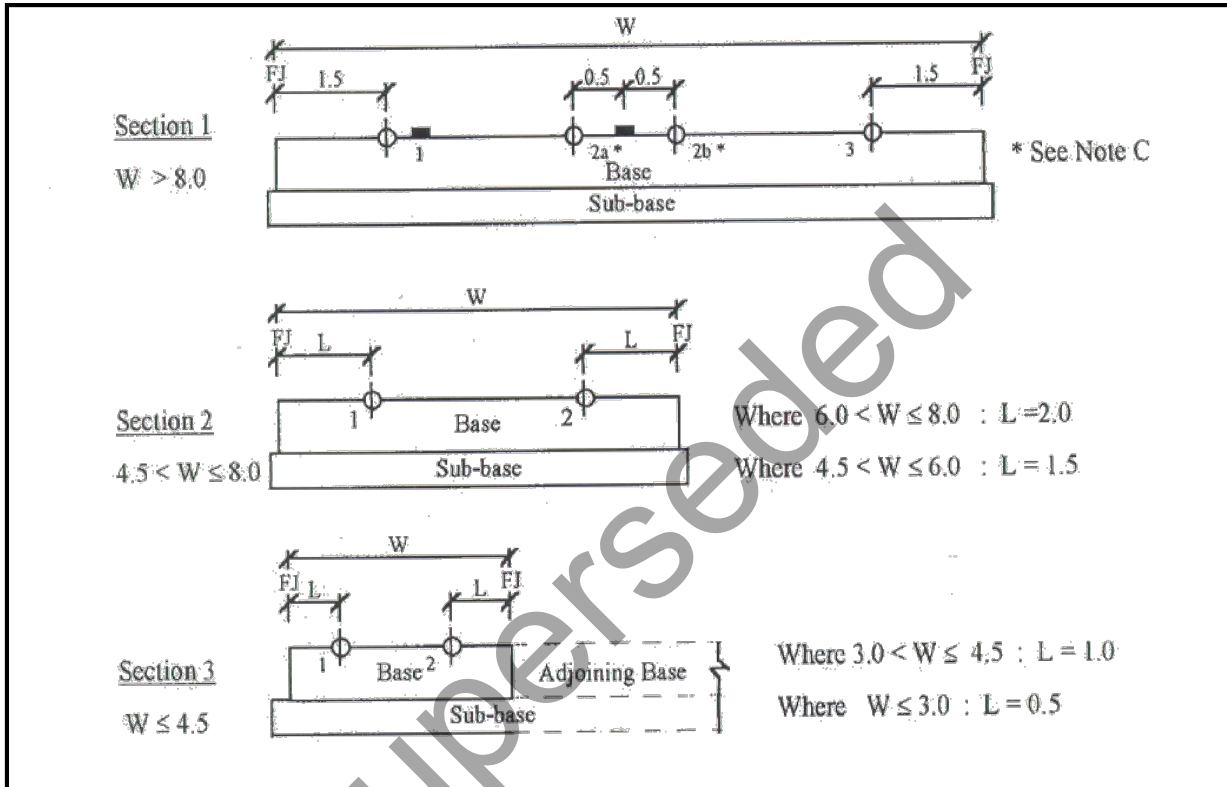 W
FJ
FJ
1.5
0.5
0.5
1.5
Section 1
W > 8.0
1
2a *
2b *
3
* See Note C
Base
Sub-base
W
FJ
FJ
L
L
Section 2
4.5 < W ≤ 8.0
1
Base
2
Sub-base
Where 6.0 < W ≤ 8.0 : L = 2.0
Where 4.5 < W ≤ 6.0 : L = 1.5
W
FJ
FJ
L
L
Section 3
W ≤ 4.5
1
Base
2
Adjoining Base
Sub-base
Where 3.0 < W ≤ 4.5 : L = 1.0
Where W ≤ 3.0 : L = 0.5
uperseded